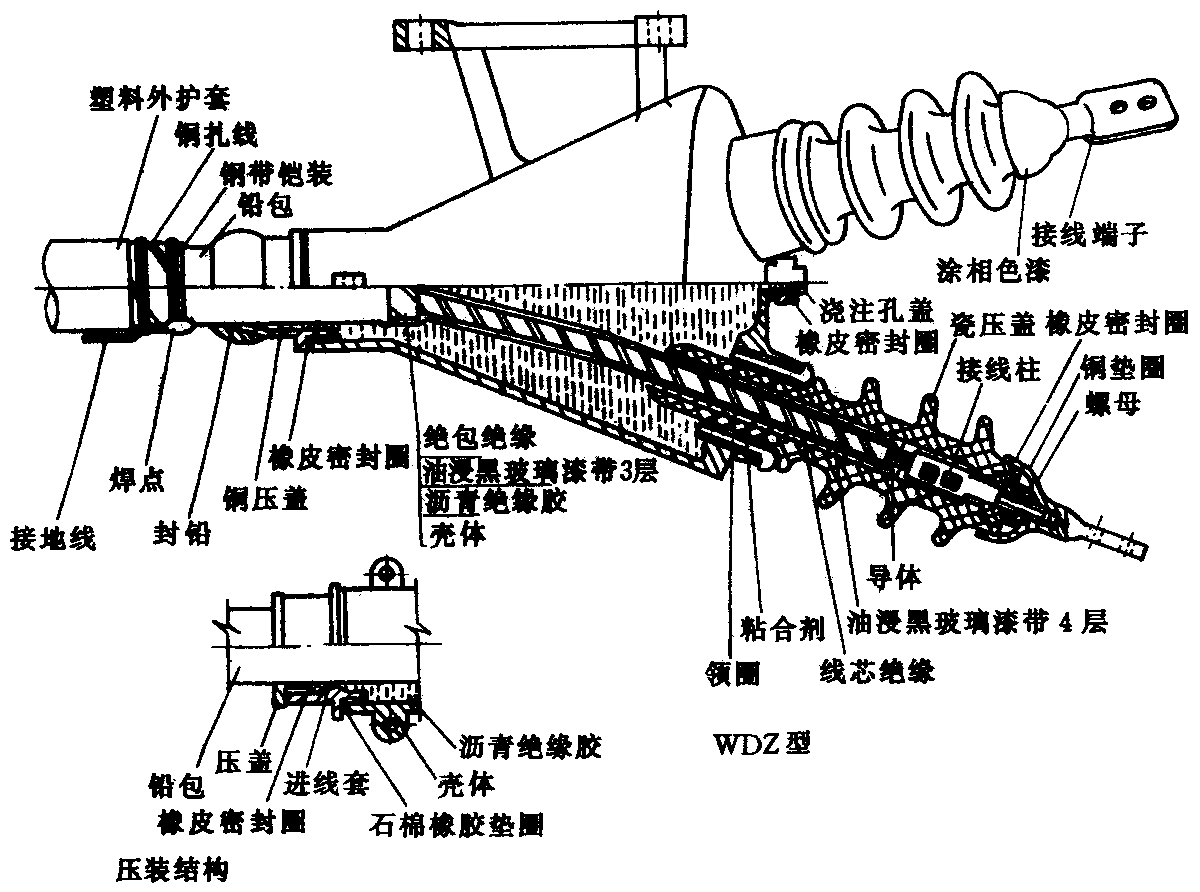 塑料外护套
铜扎线
钢带铠装
铅包
接线端子
涂相色漆
浇注孔盖
橡皮密封圈
瓷压盖
橡皮密封圈
接线柱
铜垫圈
螺母
橡皮密封圈
绝包绝缘
油浸黑玻璃漆带3层
沥青绝缘胶
壳体
焊点
铜压盖
接地线
封铅
导体
粘合剂
油浸黑玻璃漆带4层
领圈
线芯绝缘
WDZ型
沥青绝缘胶
压盖
铅包
进线套
壳体
橡皮密封圈
石棉橡胶垫圈
压装结构